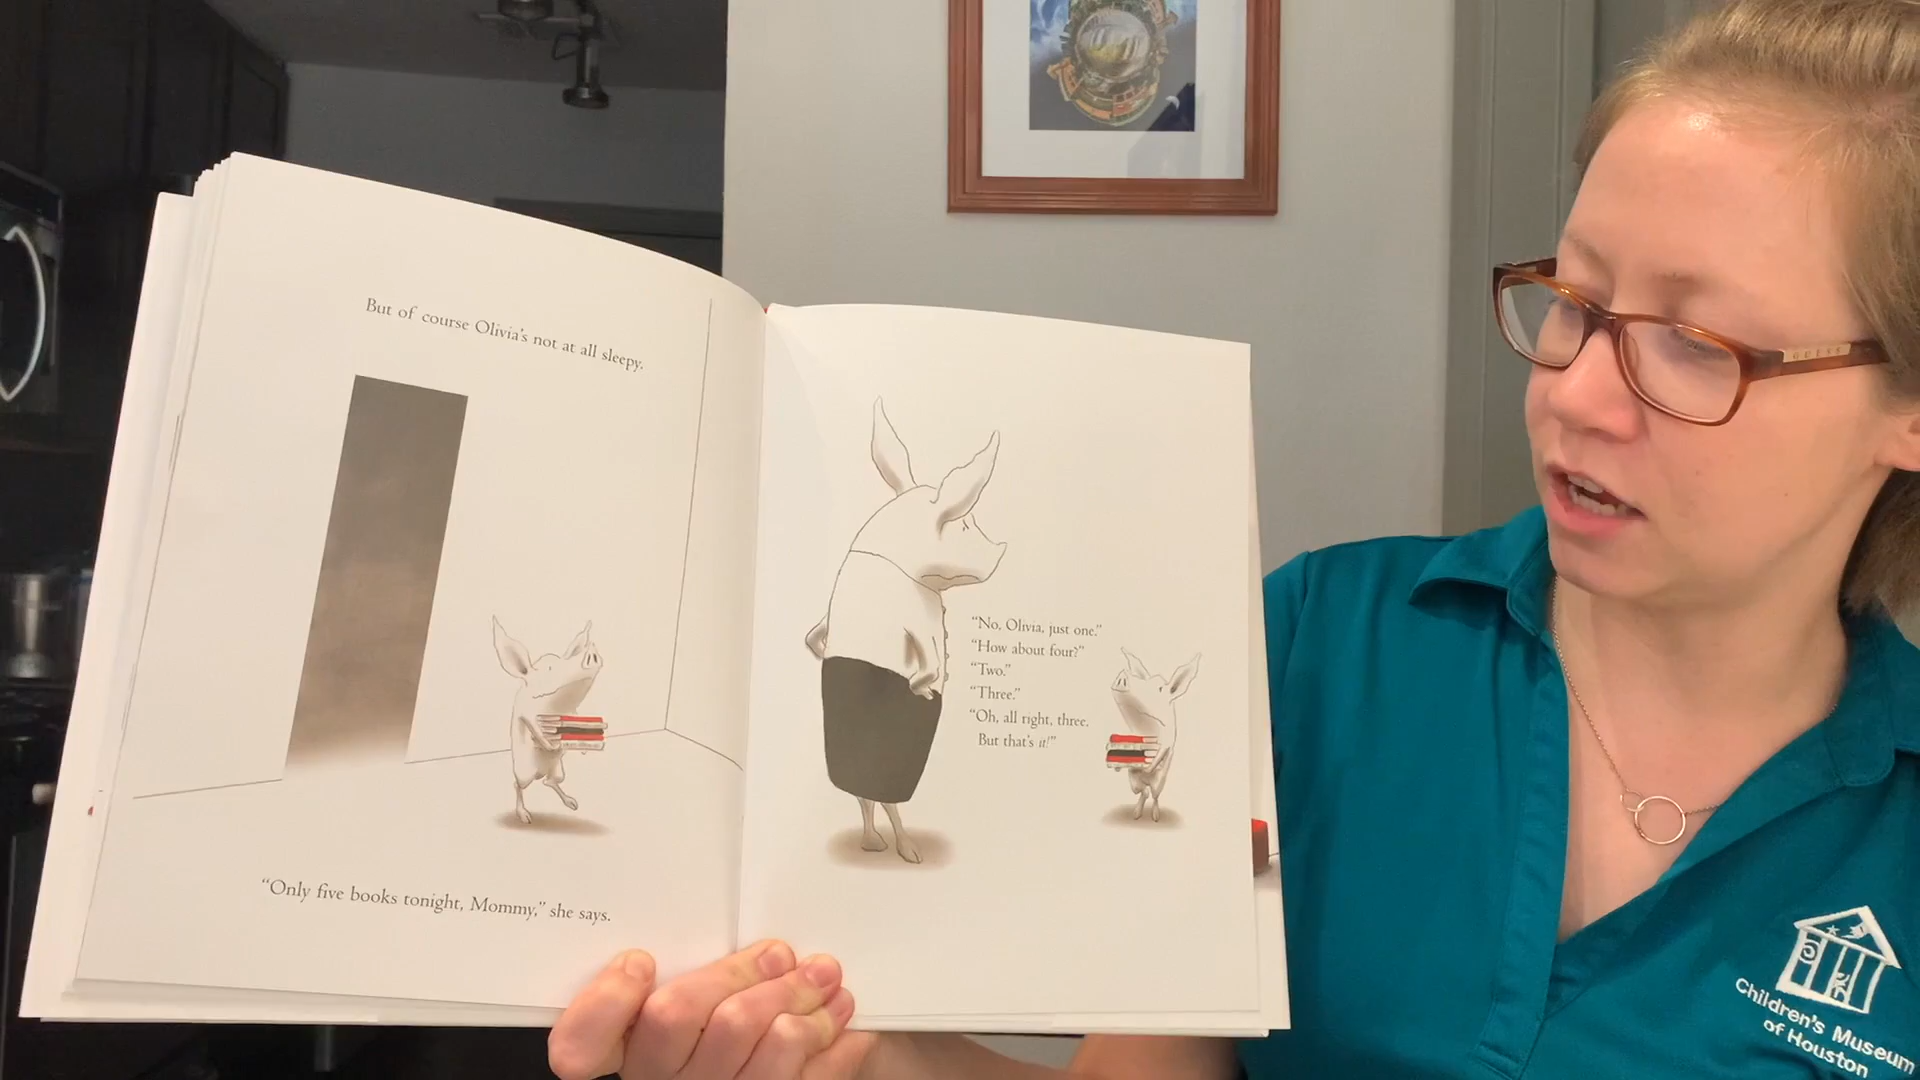 But of course Olivia's not at all sleepy.
"Only five books tonight, Mommy," she says.
"No, Olivia, just one."
"How about four?"
"Two."
"Three."
"Oh, all right, three.
But that's it!"
GUESS
Children's Museum
of Houston